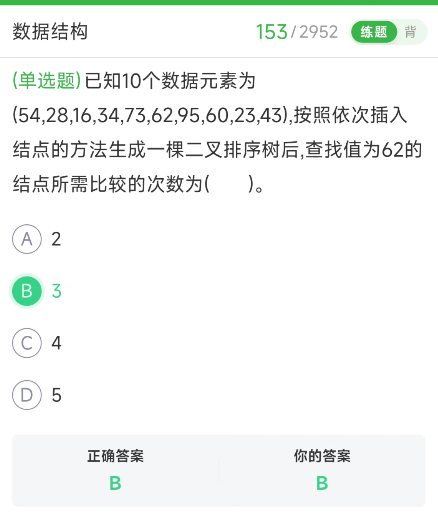 数据结构 153/2952 练题 背
(单选题)已知10个数据元素为
(54,28,16,34,73,62,95,60,23,43),按照依次插入
结点的方法生成一棵二叉排序树后,查找值为62的
结点所需比较的次数为( )。
A 2
B 3
C 4
D 5
正确答案 你的答案
B B